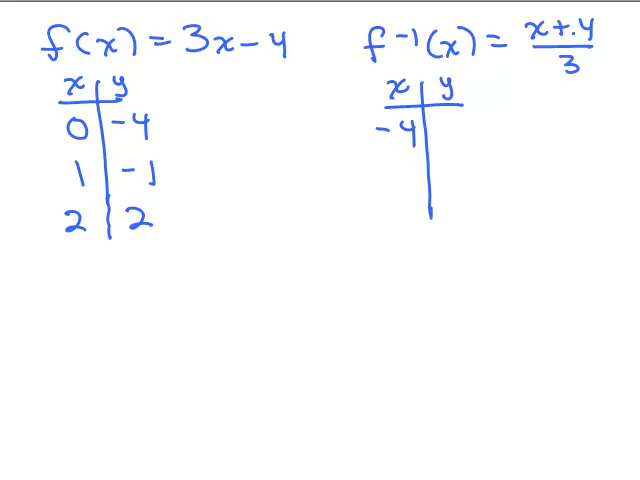 f(x) = 3x - 4
x y
0 -4
1 -1
2 2
f⁻¹(x) = (x+.4)/3
x y
-4